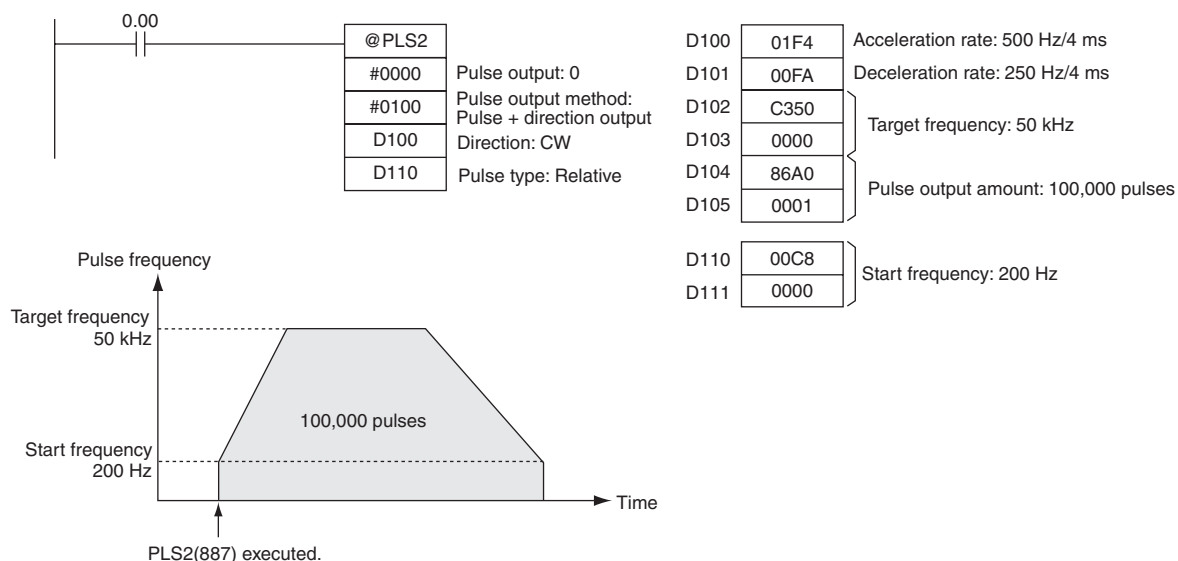 0.00
@PLS2
#0000 Pulse output: 0
#0100 Pulse output method:
Pulse + direction output
D100 Direction: CW
D110 Pulse type: Relative
D100 01F4 Acceleration rate: 500 Hz/4 ms
D101 00FA Deceleration rate: 250 Hz/4 ms
D102 C350
Target frequency: 50 kHz
D103 0000
D104 86A0
Pulse output amount: 100,000 pulses
D105 0001
D110 00C8
Start frequency: 200 Hz
D111 0000
Pulse frequency
Target frequency
50 kHz
100,000 pulses
Start frequency
200 Hz
Time
PLS2(887) executed.